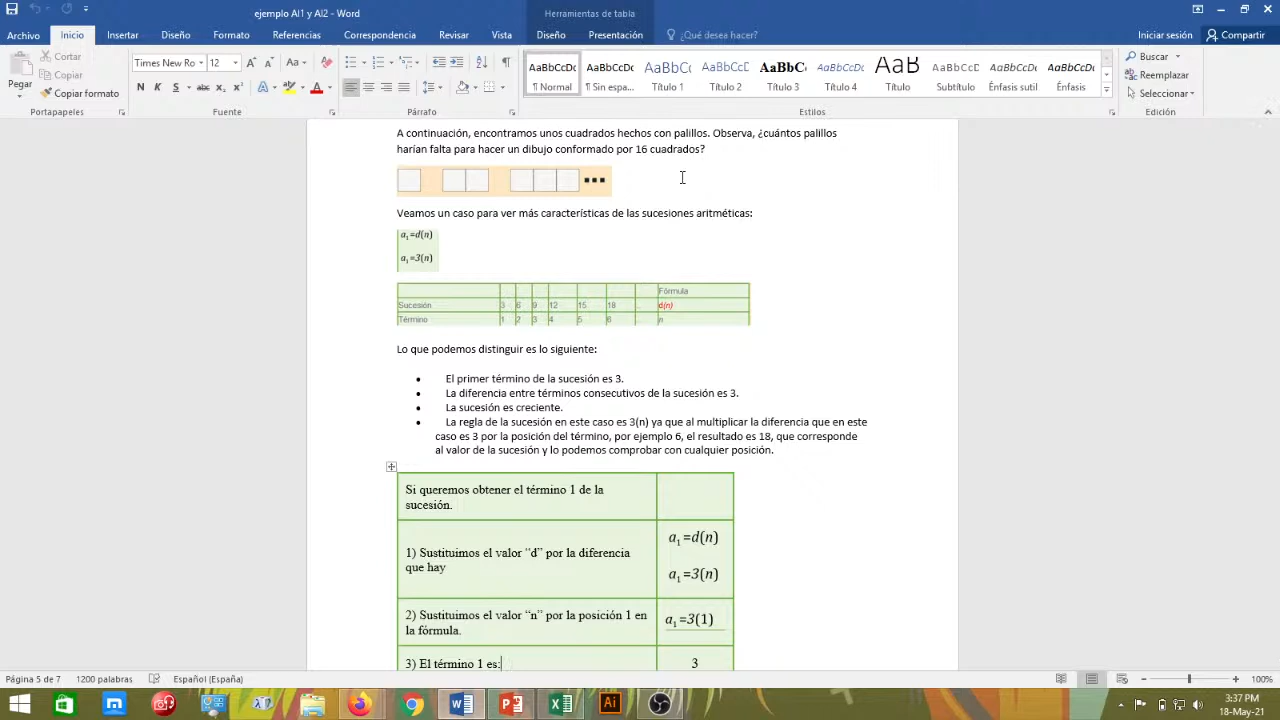 ejemplo AI1 y AI2 - Word
Herramientas de tabla
Archivo Inicio Insertar Diseño Formato Referencias Correspondencia Revisar Vista Diseño Presentación ¿Qué desea hacer? Iniciar sesión Compartir
Pegar
Cortar
Copiar
Copiar formato
Times New Ro 12
N K S abc x₂ x²
AaBbCcDc AaBbCcDc AaBbCc AaBbCcD AaBbC: AaBbCcDc AaBb AaBbCcD AaBbCcDc AaBbCcDc
¶ Normal ¶ Sin espa... Título 1 Título 2 Título 3 Título 4 Título Subtítulo Énfasis sutil Énfasis
Buscar
Reemplazar
Seleccionar
Portapapeles Fuente Párrafo Estilos Edición
A continuación, encontramos unos cuadrados hechos con palillos. Observa, ¿cuántos palillos
harían falta para hacer un dibujo conformado por 16 cuadrados?
Veamos un caso para ver más características de las sucesiones aritméticas:
a₁=d(n)
a₁=3(n)
Fórmula
Sucesión 3 6 9 12 15 18 ... d(n)
Término 1 2 3 4 5 6 ... n
Lo que podemos distinguir es lo siguiente:
• El primer término de la sucesión es 3.
• La diferencia entre términos consecutivos de la sucesión es 3.
• La sucesión es creciente.
• La regla de la sucesión en este caso es 3(n) ya que al multiplicar la diferencia que en este
caso es 3 por la posición del término, por ejemplo 6, el resultado es 18, que corresponde
al valor de la sucesión y lo podemos comprobar con cualquier posición.
Si queremos obtener el término 1 de la
sucesión.
1) Sustituimos el valor “d” por la diferencia
que hay
a₁=d(n)
a₁=3(n)
2) Sustituimos el valor “n” por la posición 1 en
la fórmula.
a₁=3(1)
3) El término 1 es: 3
Página 5 de 7 1200 palabras Español (España) 100%
3:37 PM
18-May-21